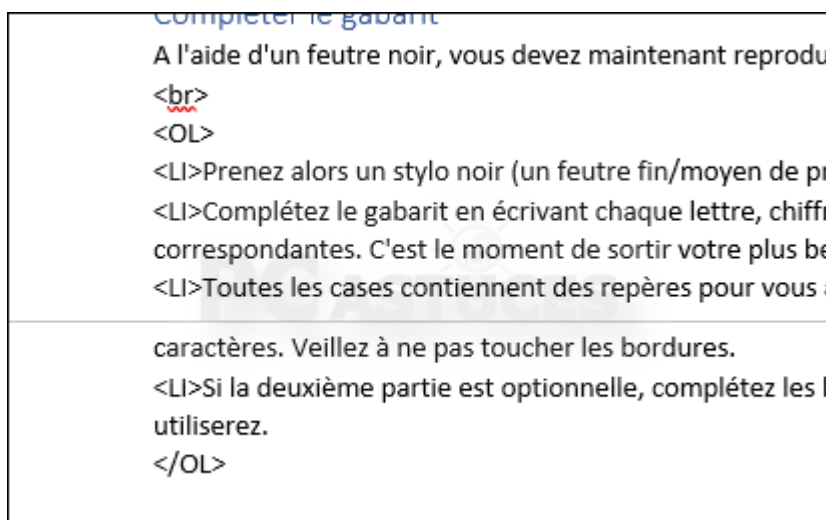 Compléter le gabarit
A l'aide d'un feutre noir, vous devez maintenant reprodu
<br>
<OL>
<LI>Prenez alors un stylo noir (un feutre fin/moyen de pr
<LI>Complétez le gabarit en écrivant chaque lettre, chiffr
correspondantes. C'est le moment de sortir votre plus be
<LI>Toutes les cases contiennent des repères pour vous a
caractères. Veillez à ne pas toucher les bordures.
<LI>Si la deuxième partie est optionnelle, complétez les l
utiliserez.
</OL>
PC ASTUCES